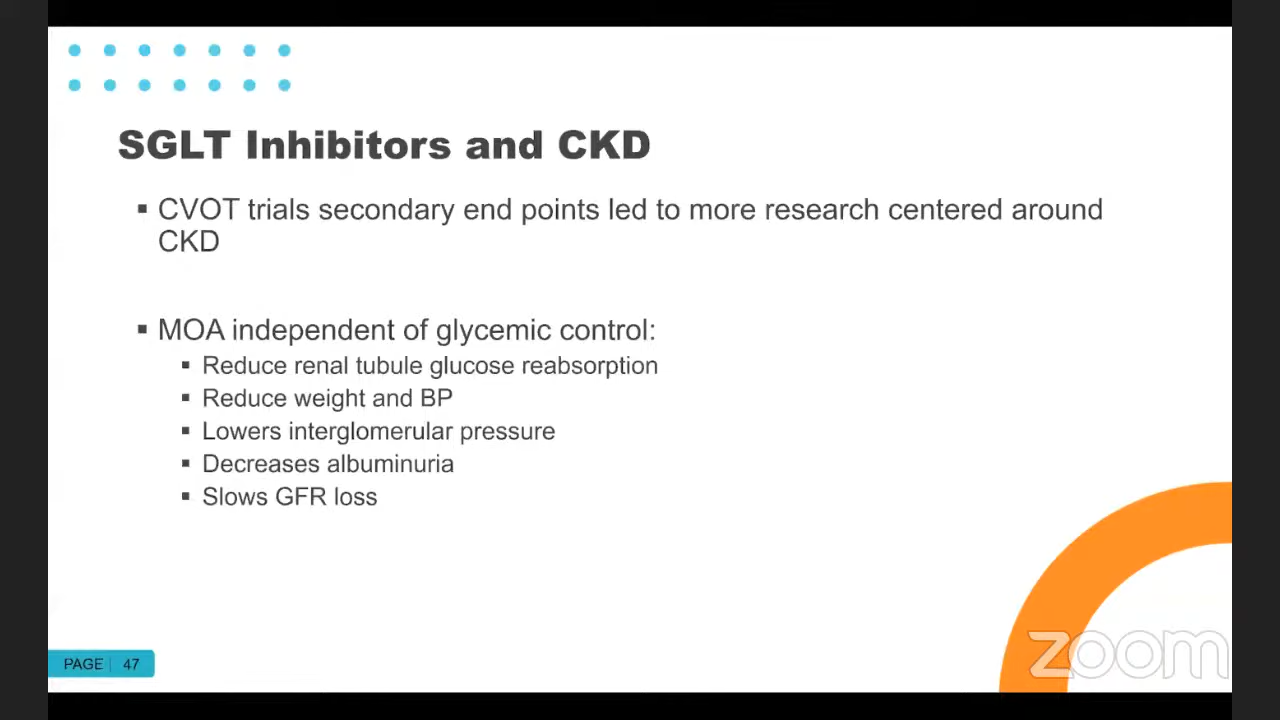 SGLT Inhibitors and CKD
▪ CVOT trials secondary end points led to more research centered around
CKD
▪ MOA independent of glycemic control:
▪ Reduce renal tubule glucose reabsorption
▪ Reduce weight and BP
▪ Lowers interglomerular pressure
▪ Decreases albuminuria
▪ Slows GFR loss
PAGE 47
zoom